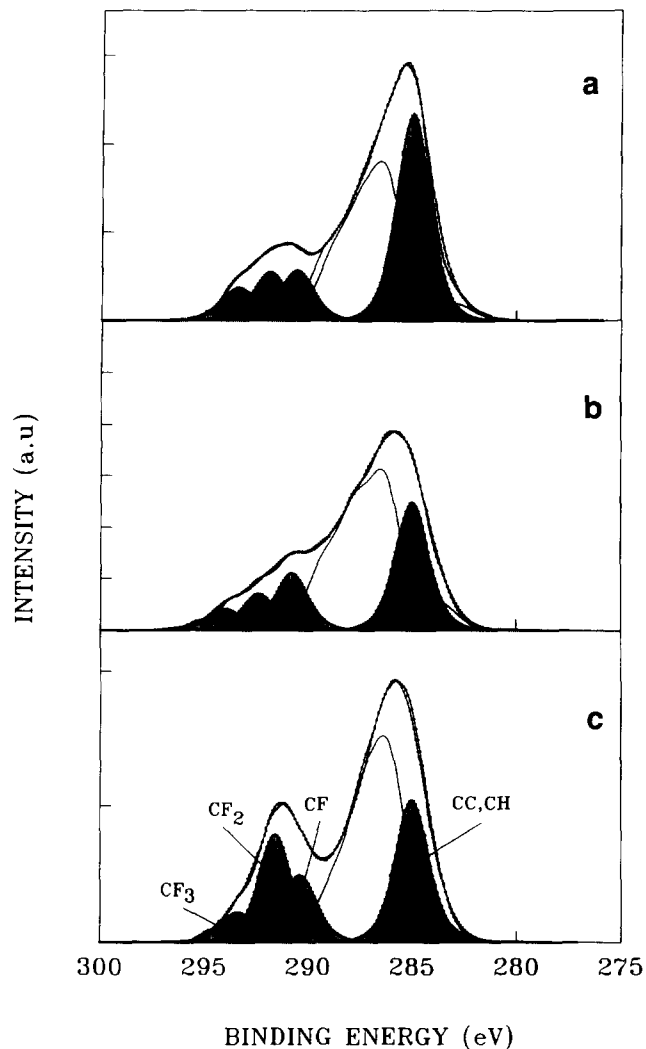 a
b
c
CF2
CF
CC,CH
CF3
INTENSITY (a.u)
300 295 290 285 280 275
BINDING ENERGY (eV)